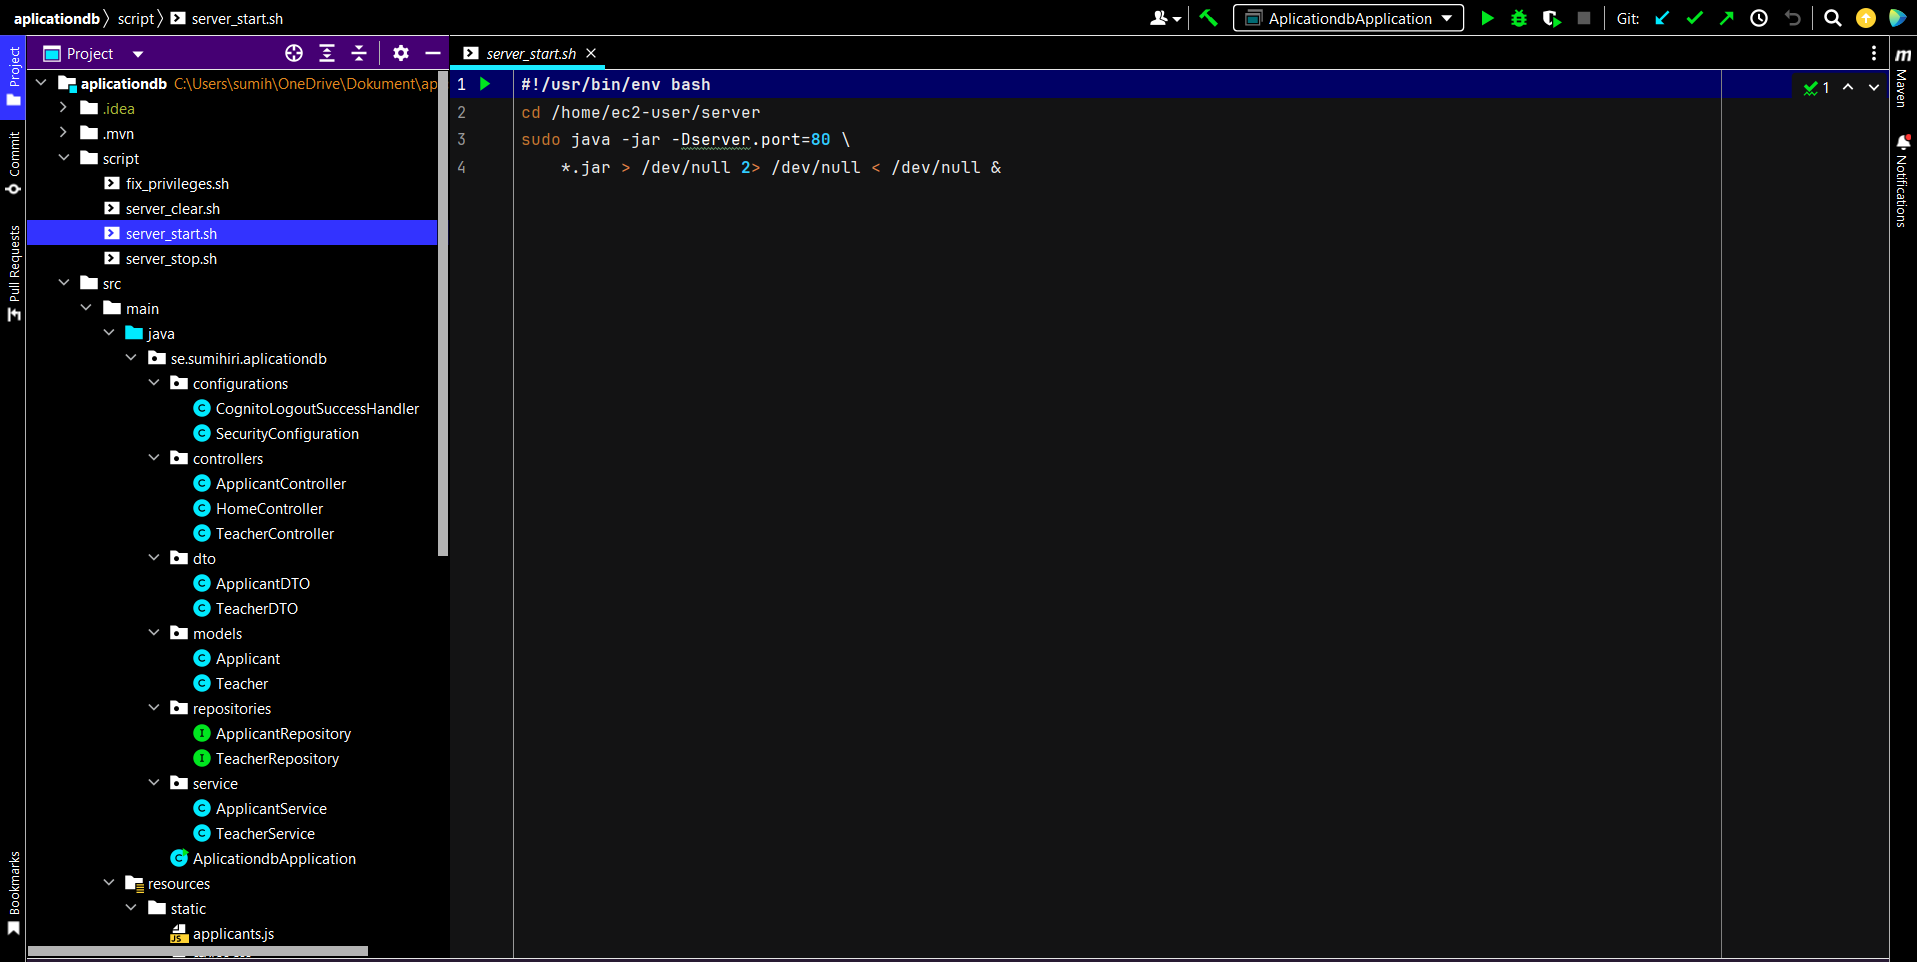 aplicationdb script server_start.sh AplicationdbApplication Git:
Project
server_start.sh
aplicationdb C:\Users\sumih\OneDrive\Dokument\ap
.idea
.mvn
script
fix_privileges.sh
server_clear.sh
server_start.sh
server_stop.sh
src
main
java
se.sumihiri.aplicationdb
configurations
CognitoLogoutSuccessHandler
SecurityConfiguration
controllers
ApplicantController
HomeController
TeacherController
dto
ApplicantDTO
TeacherDTO
models
Applicant
Teacher
repositories
ApplicantRepository
TeacherRepository
service
ApplicantService
TeacherService
AplicationdbApplication
resources
static
applicants.js
1 #!/usr/bin/env bash
2 cd /home/ec2-user/server
3 sudo java -jar -Dserver.port=80 \
4 *.jar > /dev/null 2> /dev/null < /dev/null &
1
Project
Commit
Pull Requests
Bookmarks
Maven
Notifications